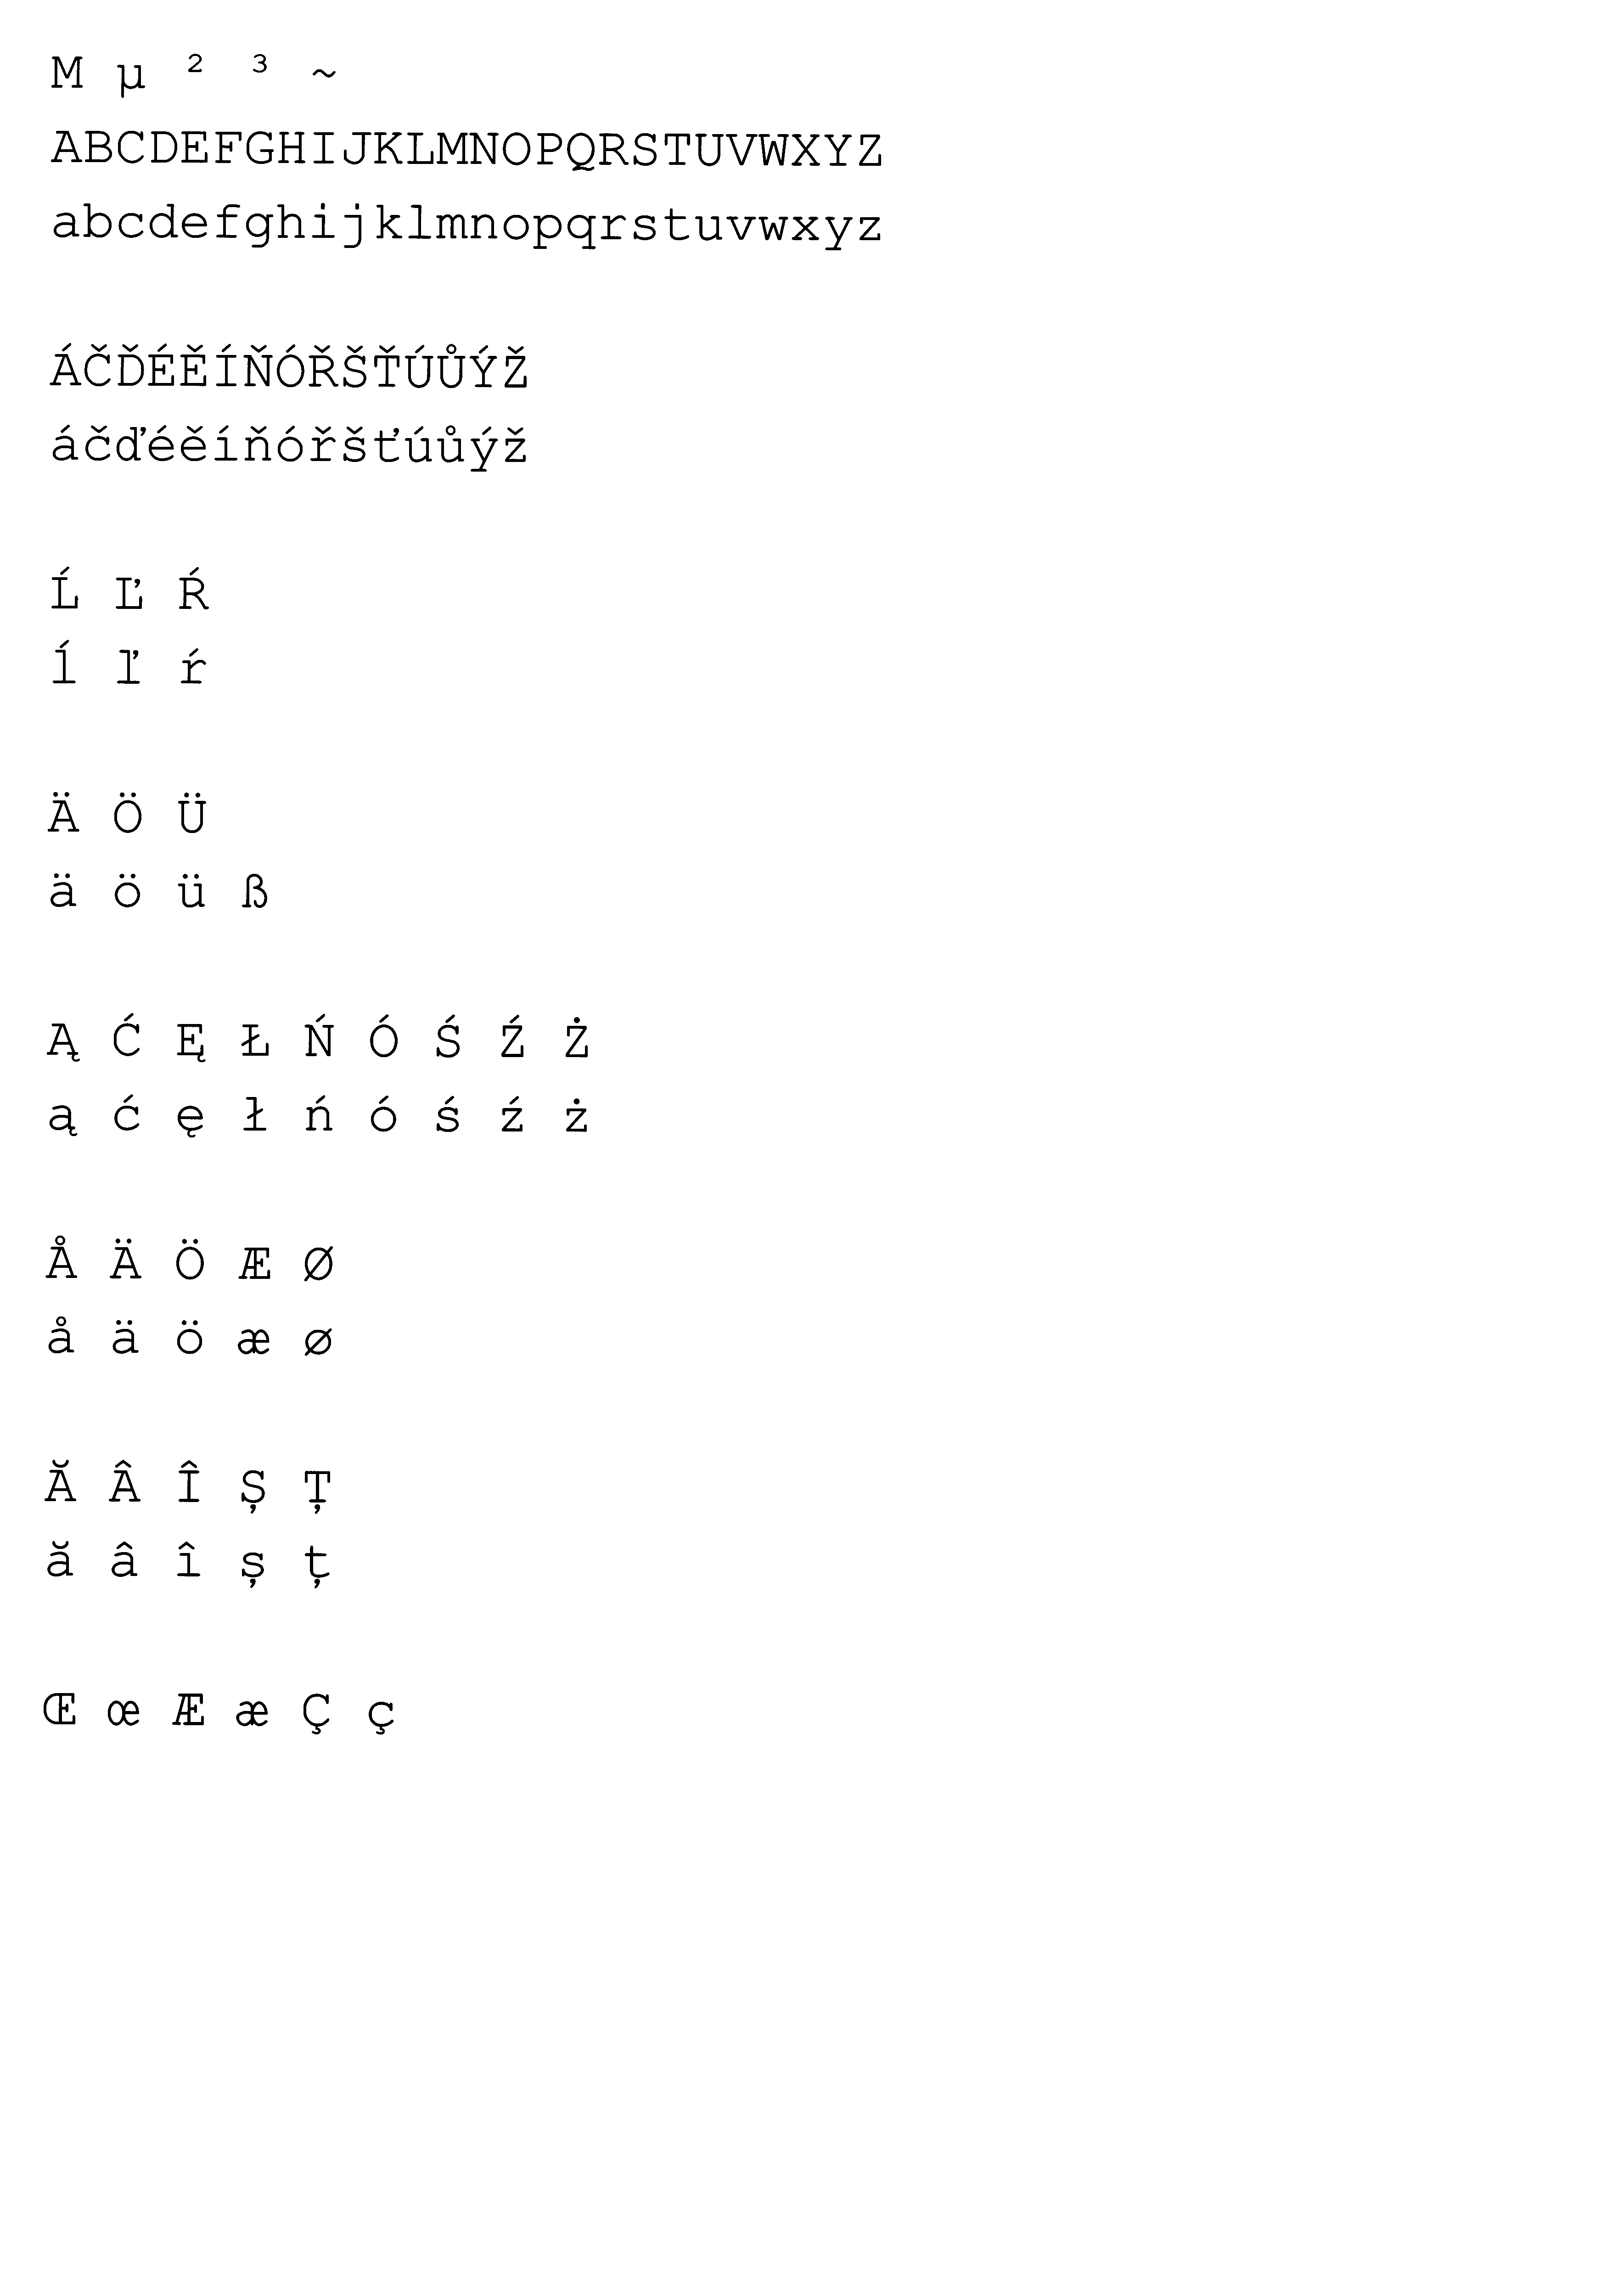 M µ ² ³ ~
ABCDEFGHIJKLMNOPQRSTUVWXYZ
abcdefghijklmnopqrstuvwxyz
ÁČĎÉĚÍŇÓŘŠŤÚŮÝŽ
áčďéěíňóřšťúůýž
Ĺ Ľ Ŕ
ĺ ľ ŕ
Ä Ö Ü
ä ö ü ß
Ą Ć Ę Ł Ń Ó Ś Ź Ż
ą ć ę ł ń ó ś ź ż
Å Ä Ö Æ Ø
å ä ö æ ø
Ă Â Î Ș Ț
ă â î ș ț
Œ œ Æ æ Ç ç